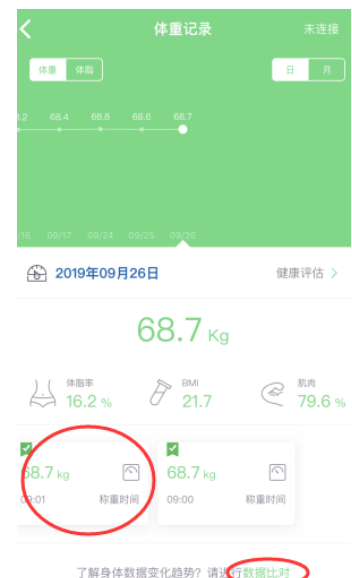 体重记录
未连接
体重 体脂
日 月
.2 68.4 68.8 68.6 68.7
/16 09/17 09/24 09/25 09/26
2019年09月26日
健康评估 >
68.7 Kg
体脂率
16.2 %
BMI
21.7
肌肉
79.6 %
68.7 kg
09:01 称重时间
68.7 kg
09:00 称重时间
了解身体数据变化趋势？请进行数据比对